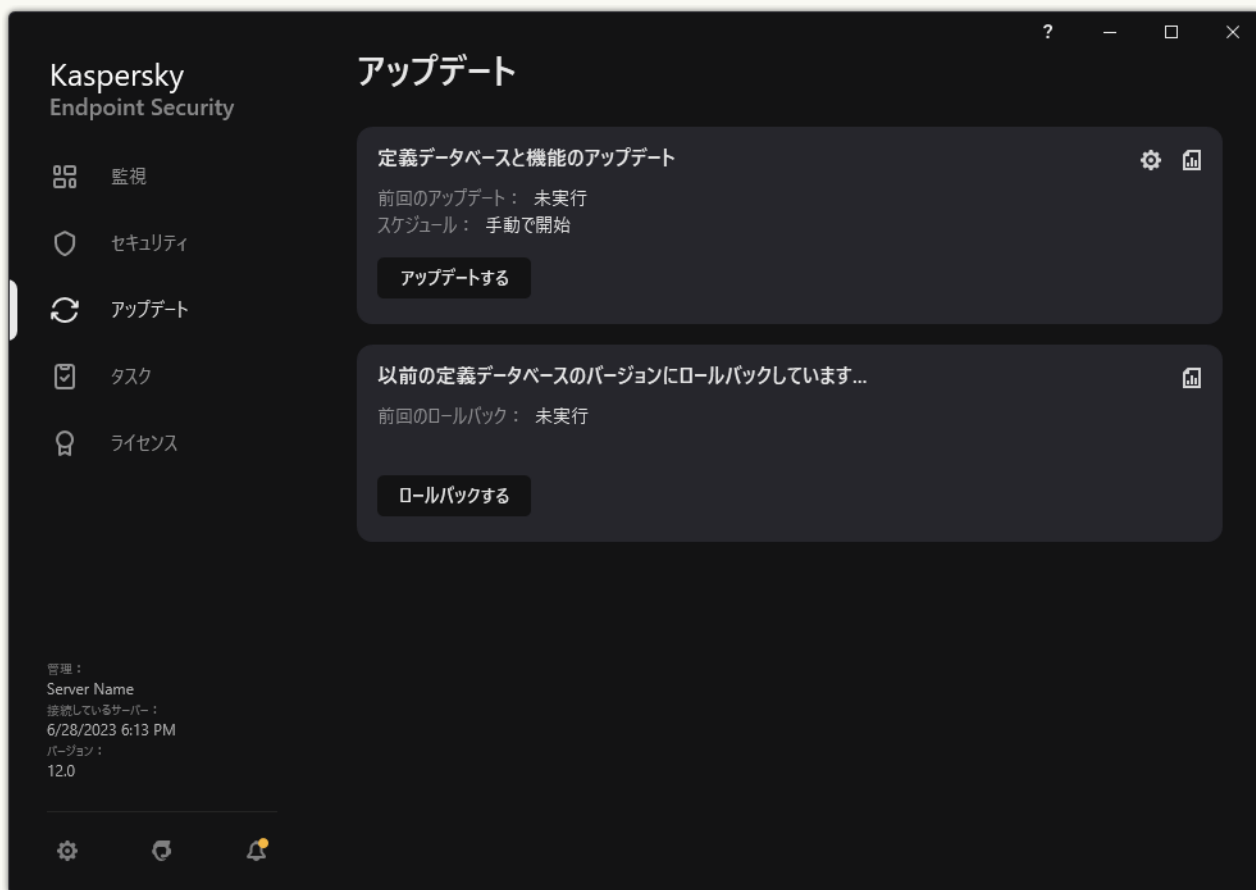 ?
Kaspersky
Endpoint Security
監視
セキュリティ
アップデート
タスク
ライセンス
管理：
Server Name
接続しているサーバー：
6/28/2023 6:13 PM
バージョン：
12.0
アップデート
定義データベースと機能のアップデート
前回のアップデート： 未実行
スケジュール： 手動で開始
アップデートする
以前の定義データベースのバージョンにロールバックしています...
前回のロールバック： 未実行
ロールバックする